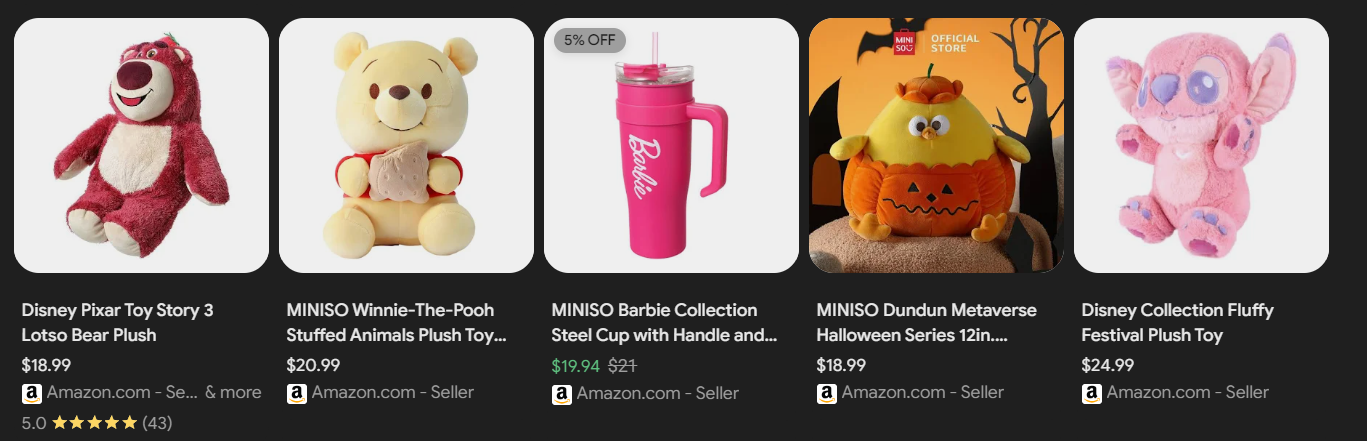 5% OFF
Barbie
MINI
SO
OFFICIAL
STORE
Disney Pixar Toy Story 3
Lotso Bear Plush
$18.99
Amazon.com - Se... & more
5.0 ★★★★★ (43)
MINISO Winnie-The-Pooh
Stuffed Animals Plush Toy...
$20.99
Amazon.com - Seller
MINISO Barbie Collection
Steel Cup with Handle and...
$19.94 $21
Amazon.com - Seller
MINISO Dundun Metaverse
Halloween Series 12in....
$18.99
Amazon.com - Seller
Disney Collection Fluffy
Festival Plush Toy
$24.99
Amazon.com - Seller